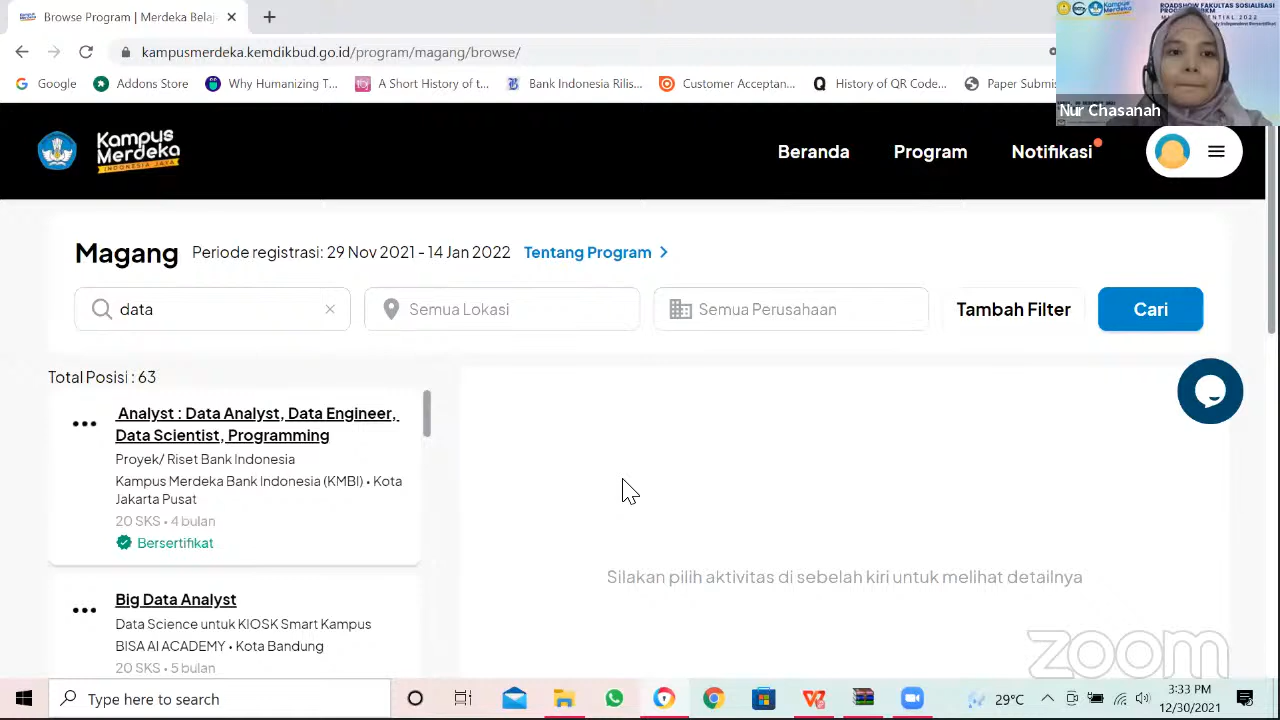 Browse Programs | Merdeka Belaj
kampusmerdeka.kemdikbud.go.id/program/magang/browse/
Google
Addons Store
Why Humanizing T...
A Short History of t...
Bank Indonesia Rilis...
Customer Acceptan...
History of QR Code...
Paper Submi
ROADSHOW FAKULTAS SOSIALISASI
Nur Chasanah
Kampus
Merdeka
INDONESIA JAYA
Beranda
Program
Notifikasi
Magang
Periode registrasi: 29 Nov 2021 - 14 Jan 2022
Tentang Program
data
Semua Lokasi
Semua Perusahaan
Tambah Filter
Cari
Total Posisi : 63
Analyst : Data Analyst, Data Engineer,
Data Scientist, Programming
Proyek/ Riset Bank Indonesia
Kampus Merdeka Bank Indonesia (KMBI) • Kota
Jakarta Pusat
20 SKS • 4 bulan
Bersertifikat
Big Data Analyst
Data Science untuk KIOSK Smart Kampus
BISA AI ACADEMY • Kota Bandung
20 SKS • 5 bulan
Silakan pilih aktivitas di sebelah kiri untuk melihat detailnya
zoom
Type here to search
29°C
3:33 PM
12/30/2021